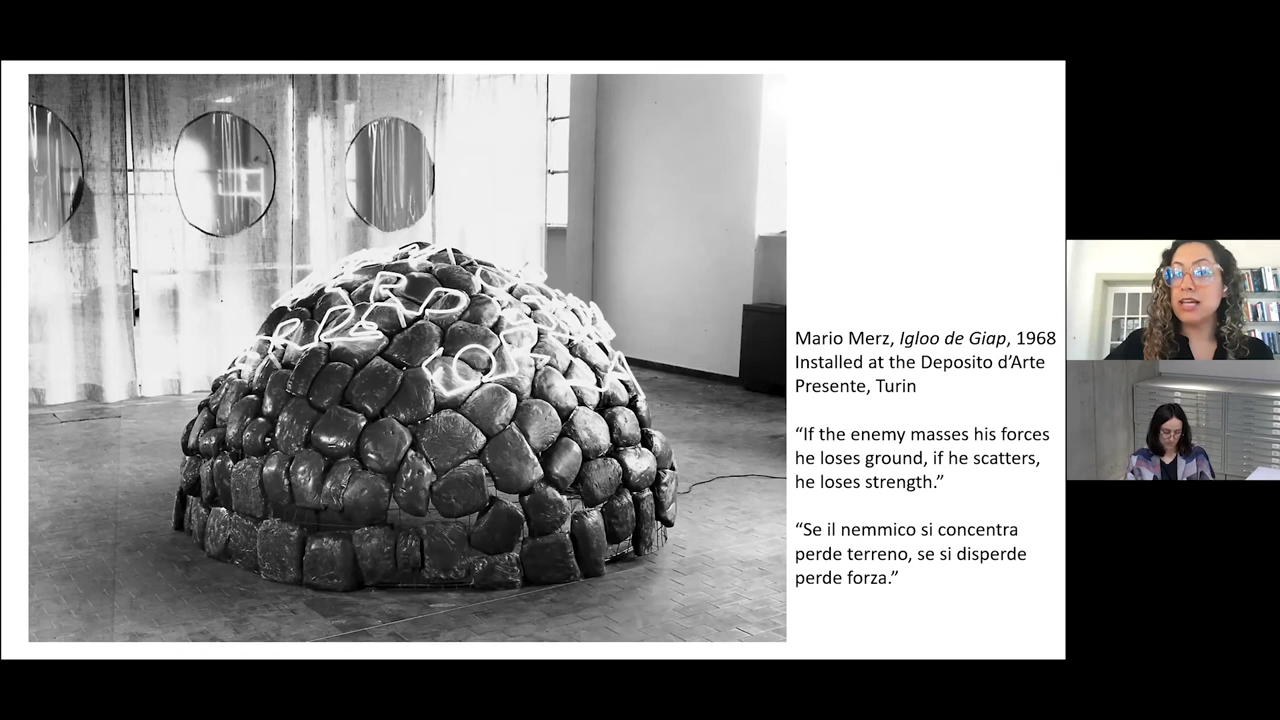 Mario Merz, Igloo de Giap, 1968
Installed at the Deposito d’Arte
Presente, Turin
“If the enemy masses his forces
he loses ground, if he scatters,
he loses strength.”
“Se il nemmico si concentra
perde terreno, se si disperde
perde forza.”